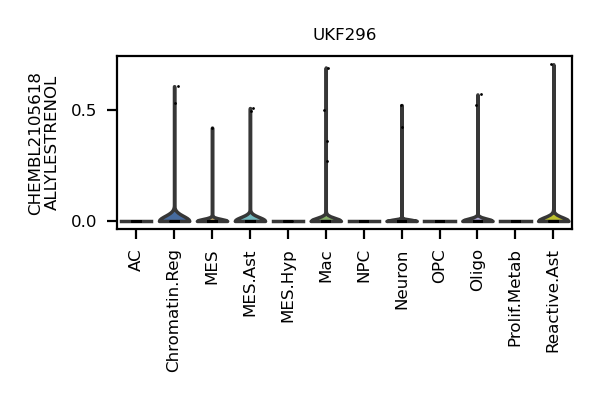 UKF296
CHEMBL2105618
ALLYLESTRENOL
0.5
0.0
AC
Chromatin.Reg
MES
MES.Ast
MES.Hyp
Mac
NPC
Neuron
OPC
Oligo
Prolif.Metab
Reactive.Ast